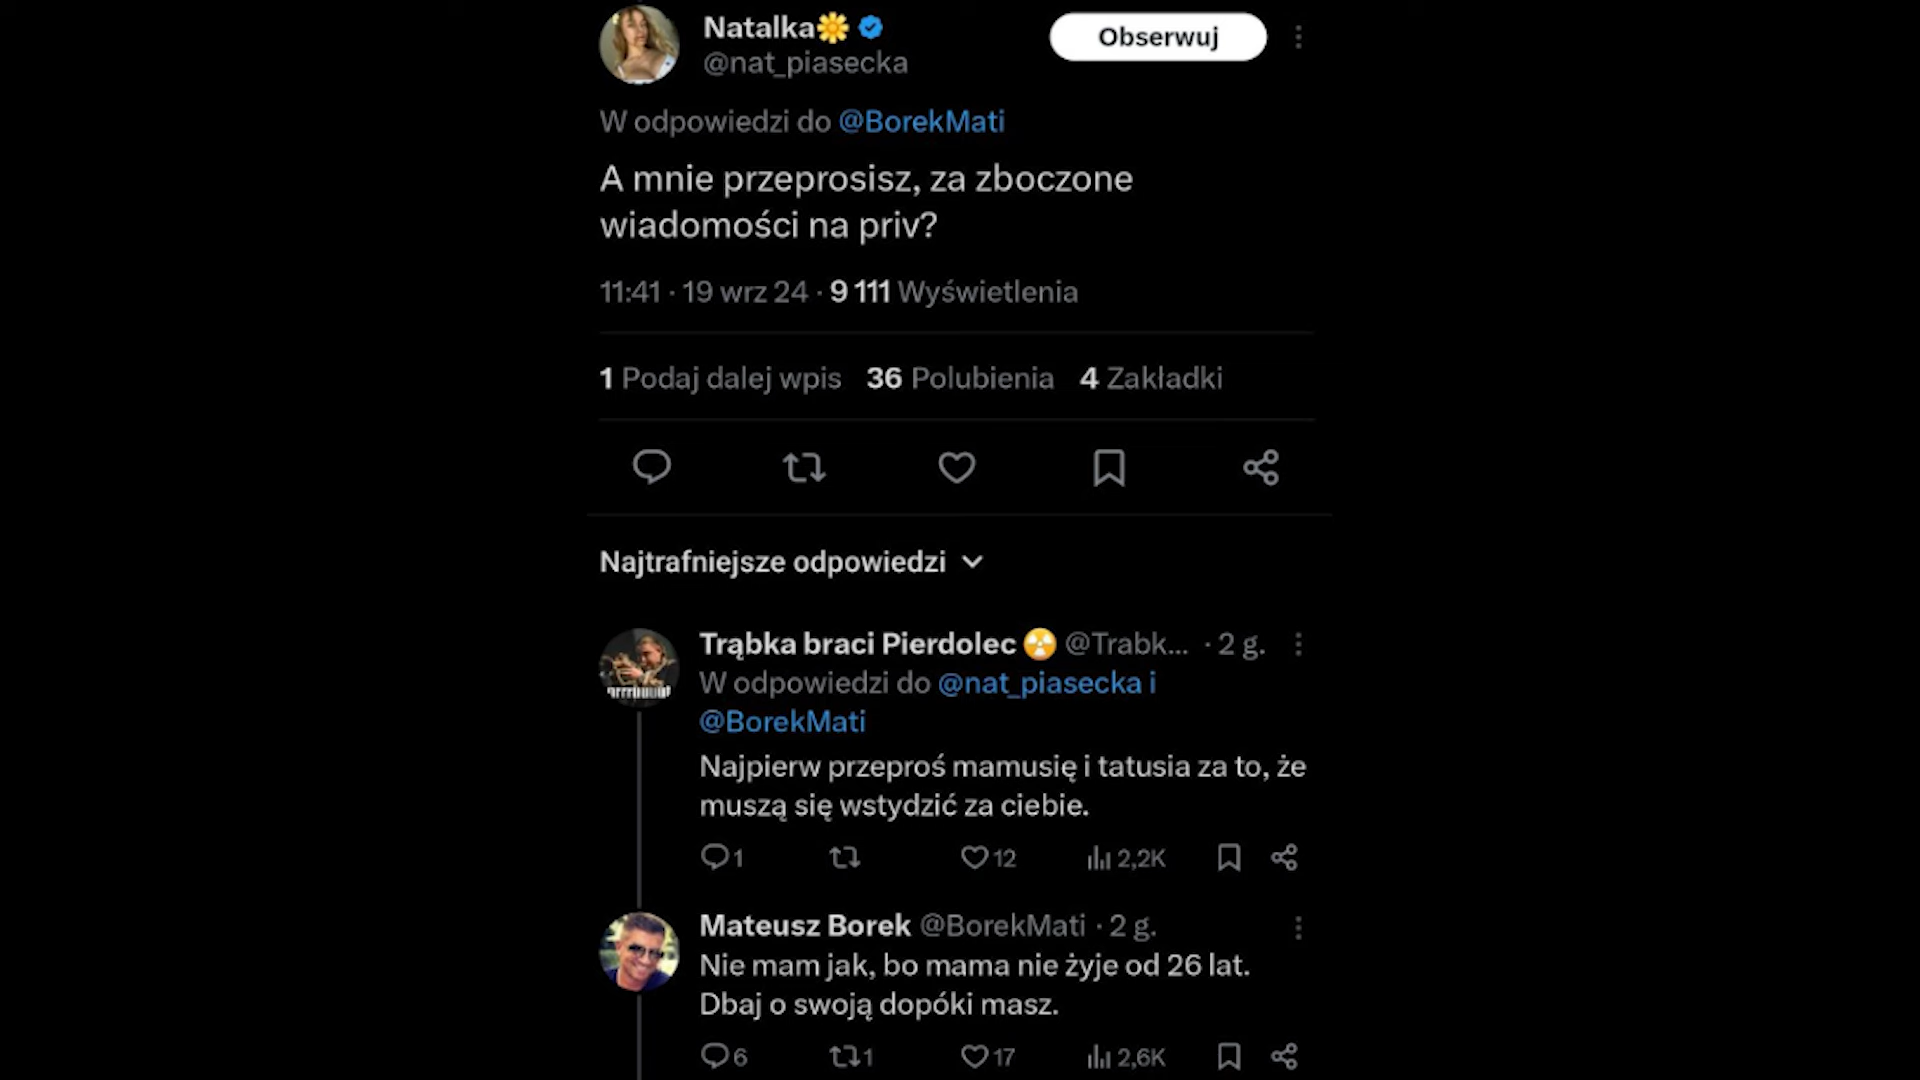 Natalka
@nat_piasecka
Obserwuj
W odpowiedzi do @BorekMati
A mnie przeprosisz, za zboczone
wiadomości na priv?
11:41 · 19 wrz 24 · 9 111 Wyświetlenia
1 Podaj dalej wpis 36 Polubienia 4 Zakładki
Najtrafniejsze odpowiedzi
Trąbka braci Pierdolec @Trabk... · 2 g.
W odpowiedzi do @nat_piasecka i
@BorekMati
Najpierw przeproś mamusię i tatusia za to, że
muszą się wstydzić za ciebie.
1 12 2,2K
Mateusz Borek @BorekMati · 2 g.
Nie mam jak, bo mama nie żyje od 26 lat.
Dbaj o swoją dopóki masz.
6 1 17 2,6K